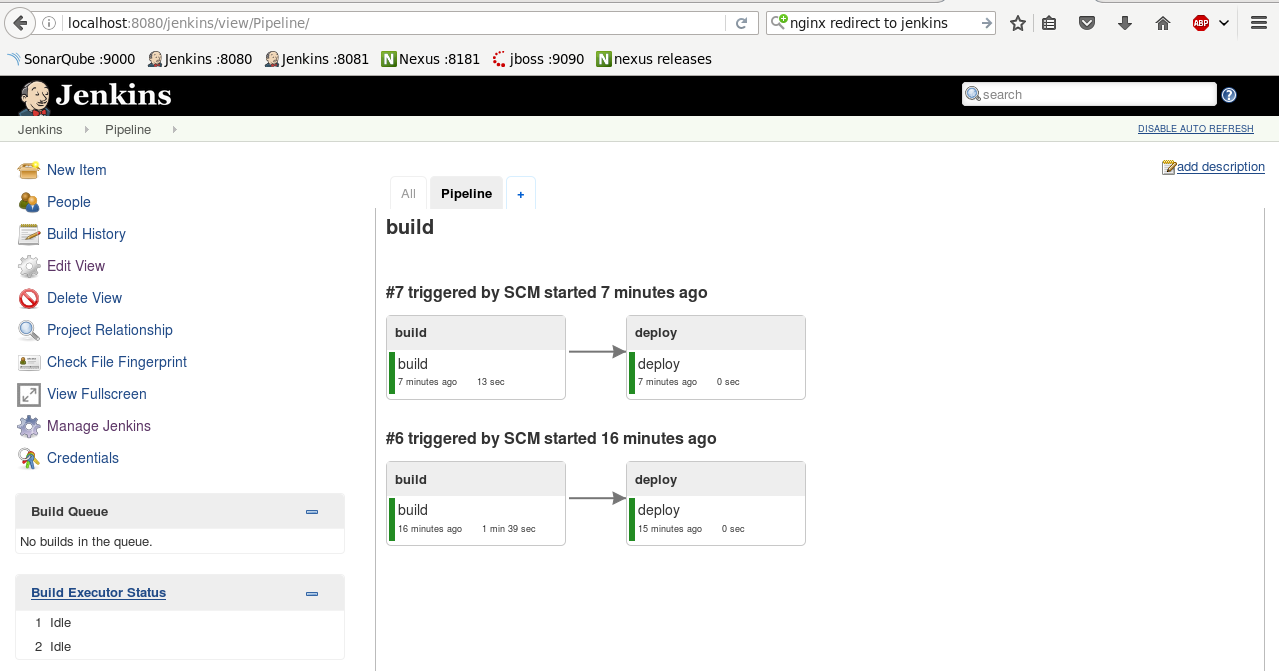 localhost:8080/jenkins/view/Pipeline/
nginx redirect to jenkins
ABP
SonarQube :9000 Jenkins :8080 Jenkins :8081 Nexus :8181 jboss :9090 nexus releases
Jenkins
search
Jenkins Pipeline
DISABLE AUTO REFRESH
New Item
People
Build History
Edit View
Delete View
Project Relationship
Check File Fingerprint
View Fullscreen
Manage Jenkins
Credentials
Build Queue
No builds in the queue.
Build Executor Status
1 Idle
2 Idle
add description
All Pipeline +
build
#7 triggered by SCM started 7 minutes ago
build
build
7 minutes ago 13 sec
deploy
deploy
7 minutes ago 0 sec
#6 triggered by SCM started 16 minutes ago
build
build
16 minutes ago 1 min 39 sec
deploy
deploy
15 minutes ago 0 sec